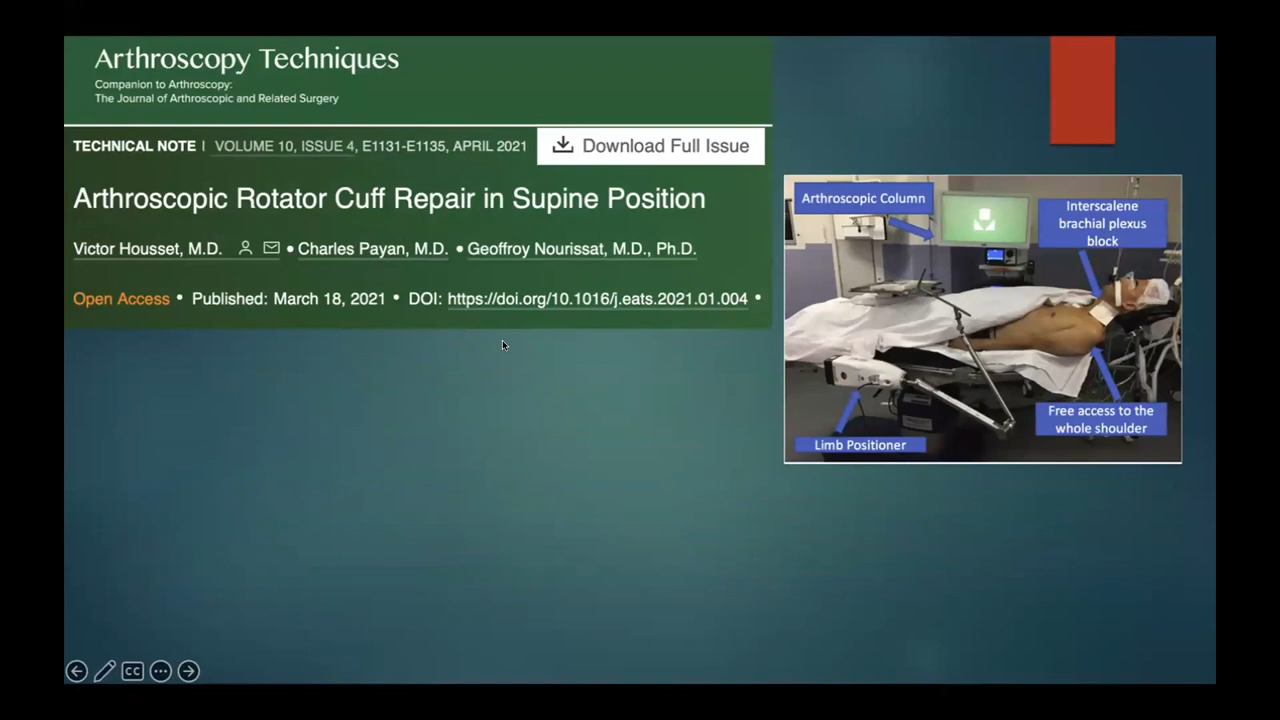 Arthroscopy Techniques
Companion to Arthroscopy:
The Journal of Arthroscopic and Related Surgery
TECHNICAL NOTE | VOLUME 10, ISSUE 4, E1131-E1135, APRIL 2021
Download Full Issue
Arthroscopic Rotator Cuff Repair in Supine Position
Victor Housset, M.D. • Charles Payan, M.D. • Geoffroy Nourissat, M.D., Ph.D.
Open Access • Published: March 18, 2021 • DOI: https://doi.org/10.1016/j.eats.2021.01.004 •
Arthroscopic Column
Interscalene
brachial plexus
block
Free access to the
whole shoulder
Limb Positioner
CC